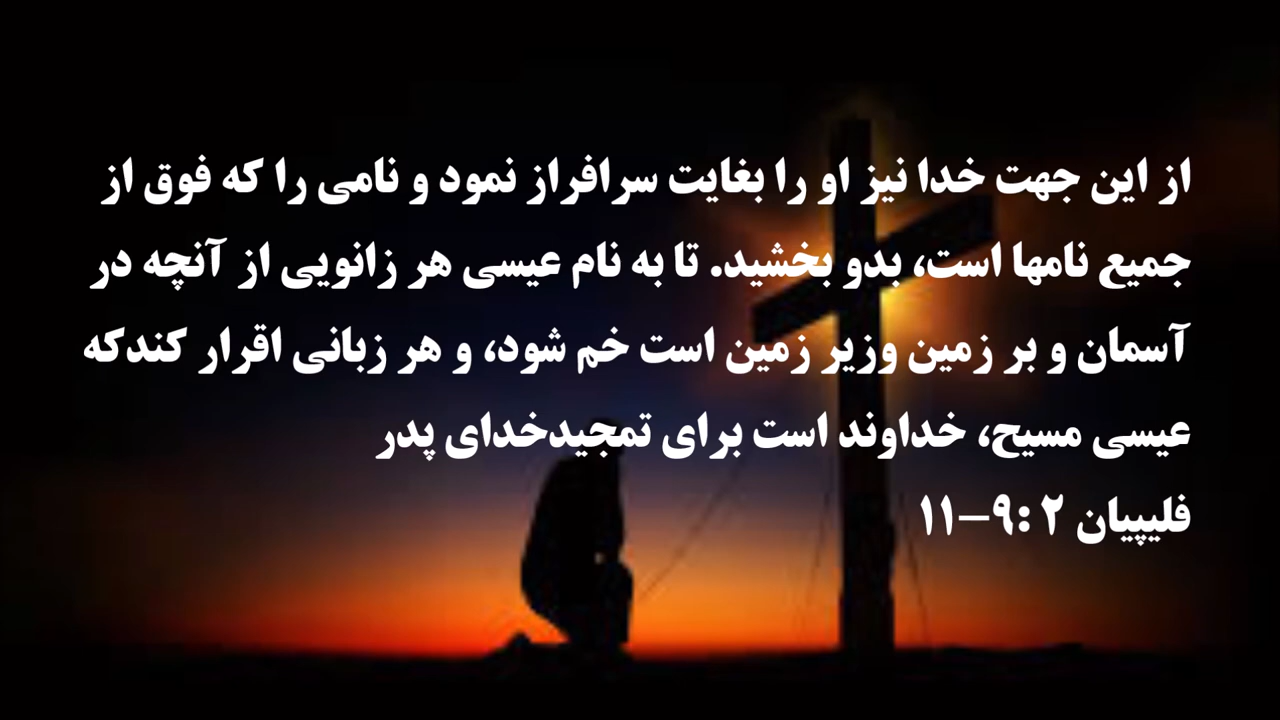 از این جهت خدا نیز او را بغایت سرافراز نمود و نامی را که فوق از
جمیع نامها است، بدو بخشید. تا به نام عیسی هر زانویی از آنچه در
آسمان و بر زمین وزیر زمین است خم شود، و هر زبانی اقرار کندکه
عیسی مسیح، خداوند است برای تمجیدخدای پدر
فلیپیان ۲ :۹-۱۱